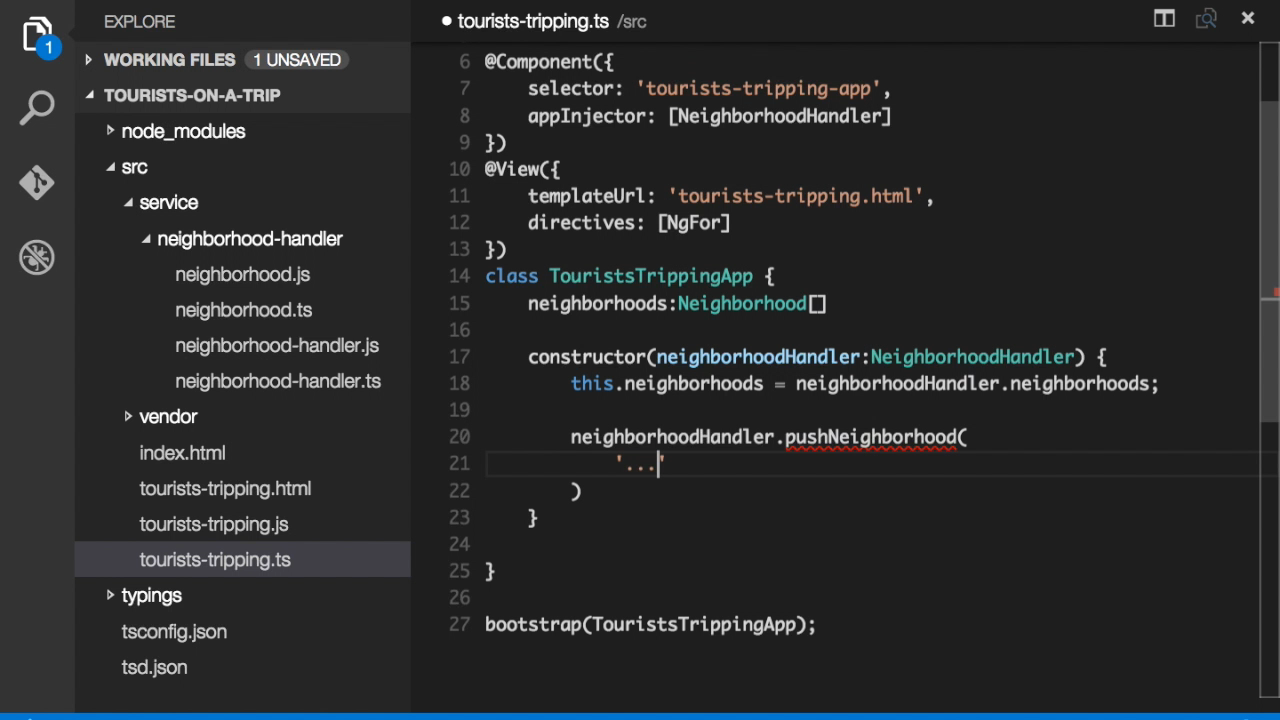 EXPLORE
1
WORKING FILES 1 UNSAVED
TOURISTS-ON-A-TRIP
node_modules
src
service
neighborhood-handler
neighborhood.js
neighborhood.ts
neighborhood-handler.js
neighborhood-handler.ts
vendor
index.html
tourists-tripping.html
tourists-tripping.js
tourists-tripping.ts
typings
tsconfig.json
tsd.json
tourists-tripping.ts /src
6 @Component({
7 selector: 'tourists-tripping-app',
8 appInjector: [NeighborhoodHandler]
9 })
10 @View({
11 templateUrl: 'tourists-tripping.html',
12 directives: [NgFor]
13 })
14 class TouristsTrippingApp {
15 neighborhoods:Neighborhood[]
16
17 constructor(neighborhoodHandler:NeighborhoodHandler) {
18 this.neighborhoods = neighborhoodHandler.neighborhoods;
19
20 neighborhoodHandler.pushNeighborhood(
21 '...'
22 )
23 }
24
25 }
26
27 bootstrap(TouristsTrippingApp);